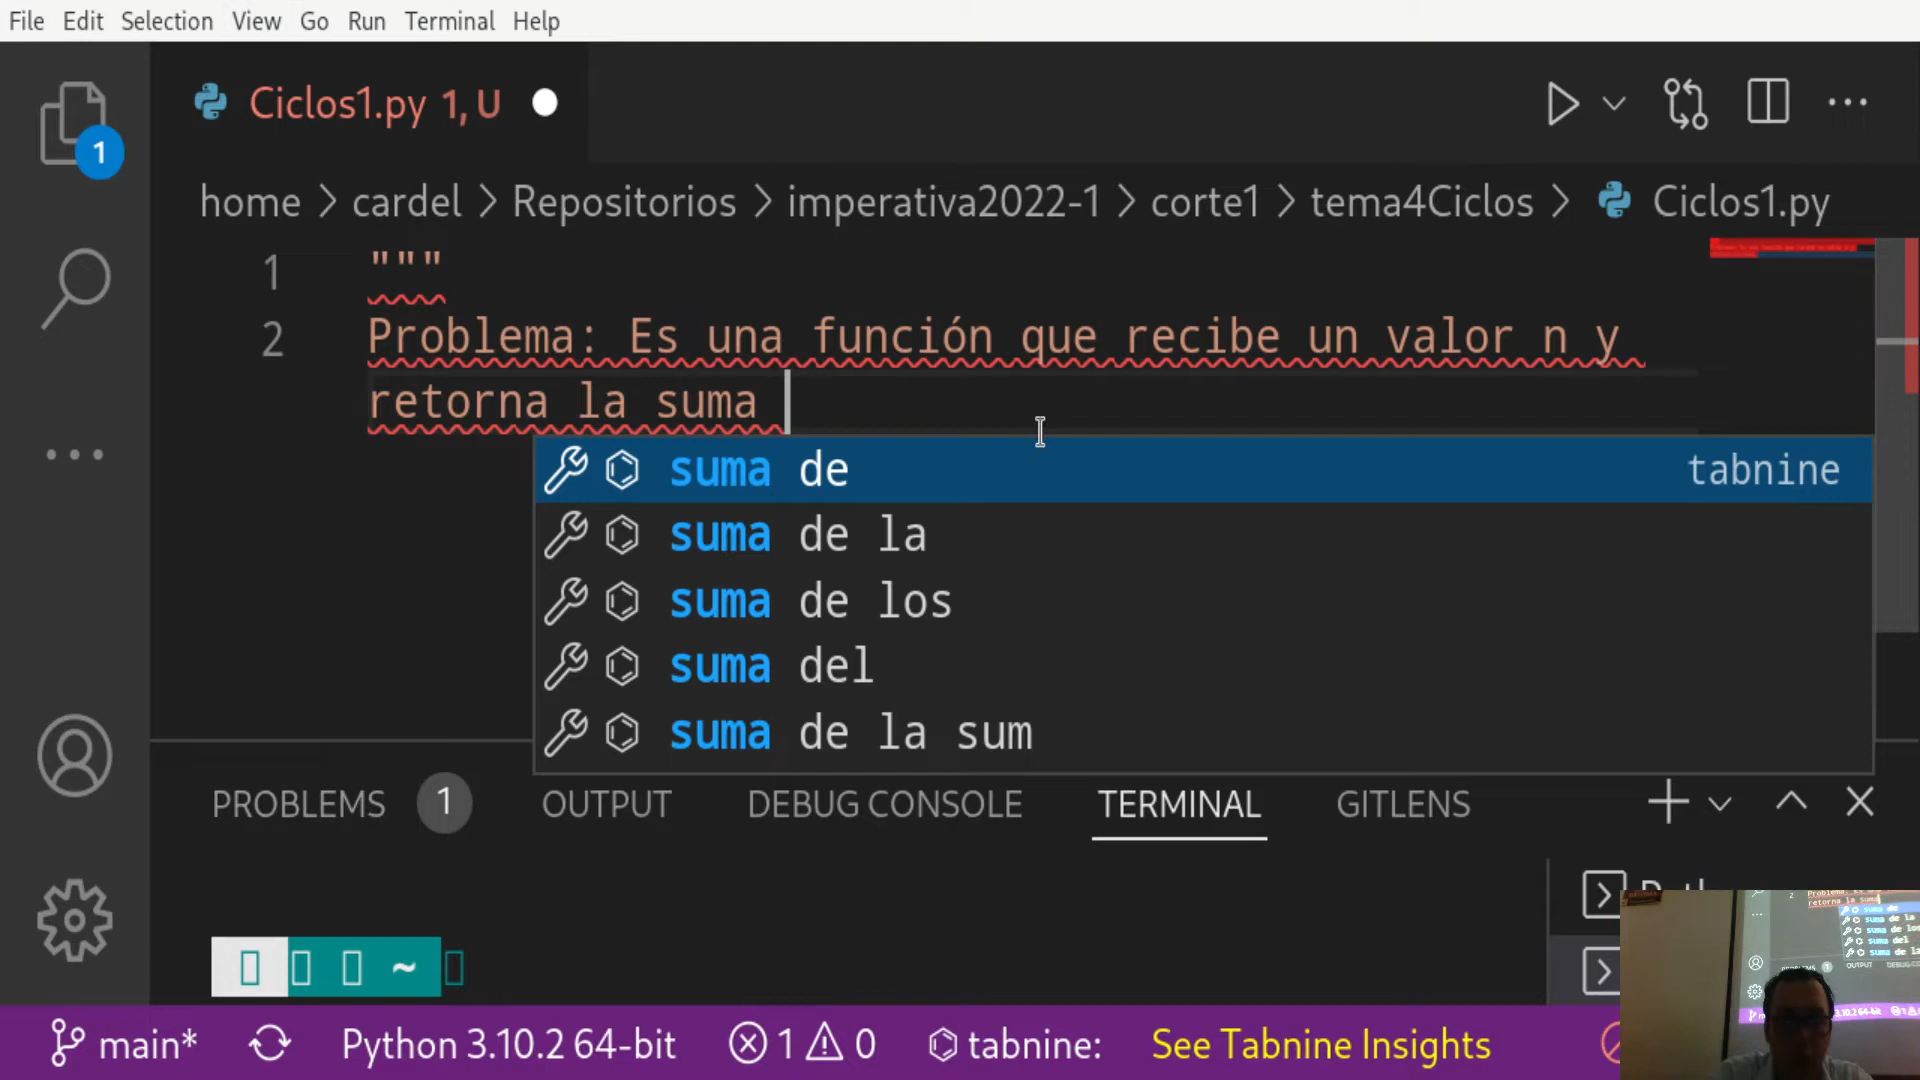 File Edit Selection View Go Run Terminal Help
Ciclos1.py 1, U
home > cardel > Repositorios > imperativa2022-1 > corte1 > tema4Ciclos > Ciclos1.py
1 """
2 Problema: Es una función que recibe un valor n y
retorna la suma
suma de tabnine
suma de la
suma de los
suma del
suma de la sum
PROBLEMS 1 OUTPUT DEBUG CONSOLE TERMINAL GITLENS
~
main* Python 3.10.2 64-bit 1 0 tabnine: See Tabnine Insights
1